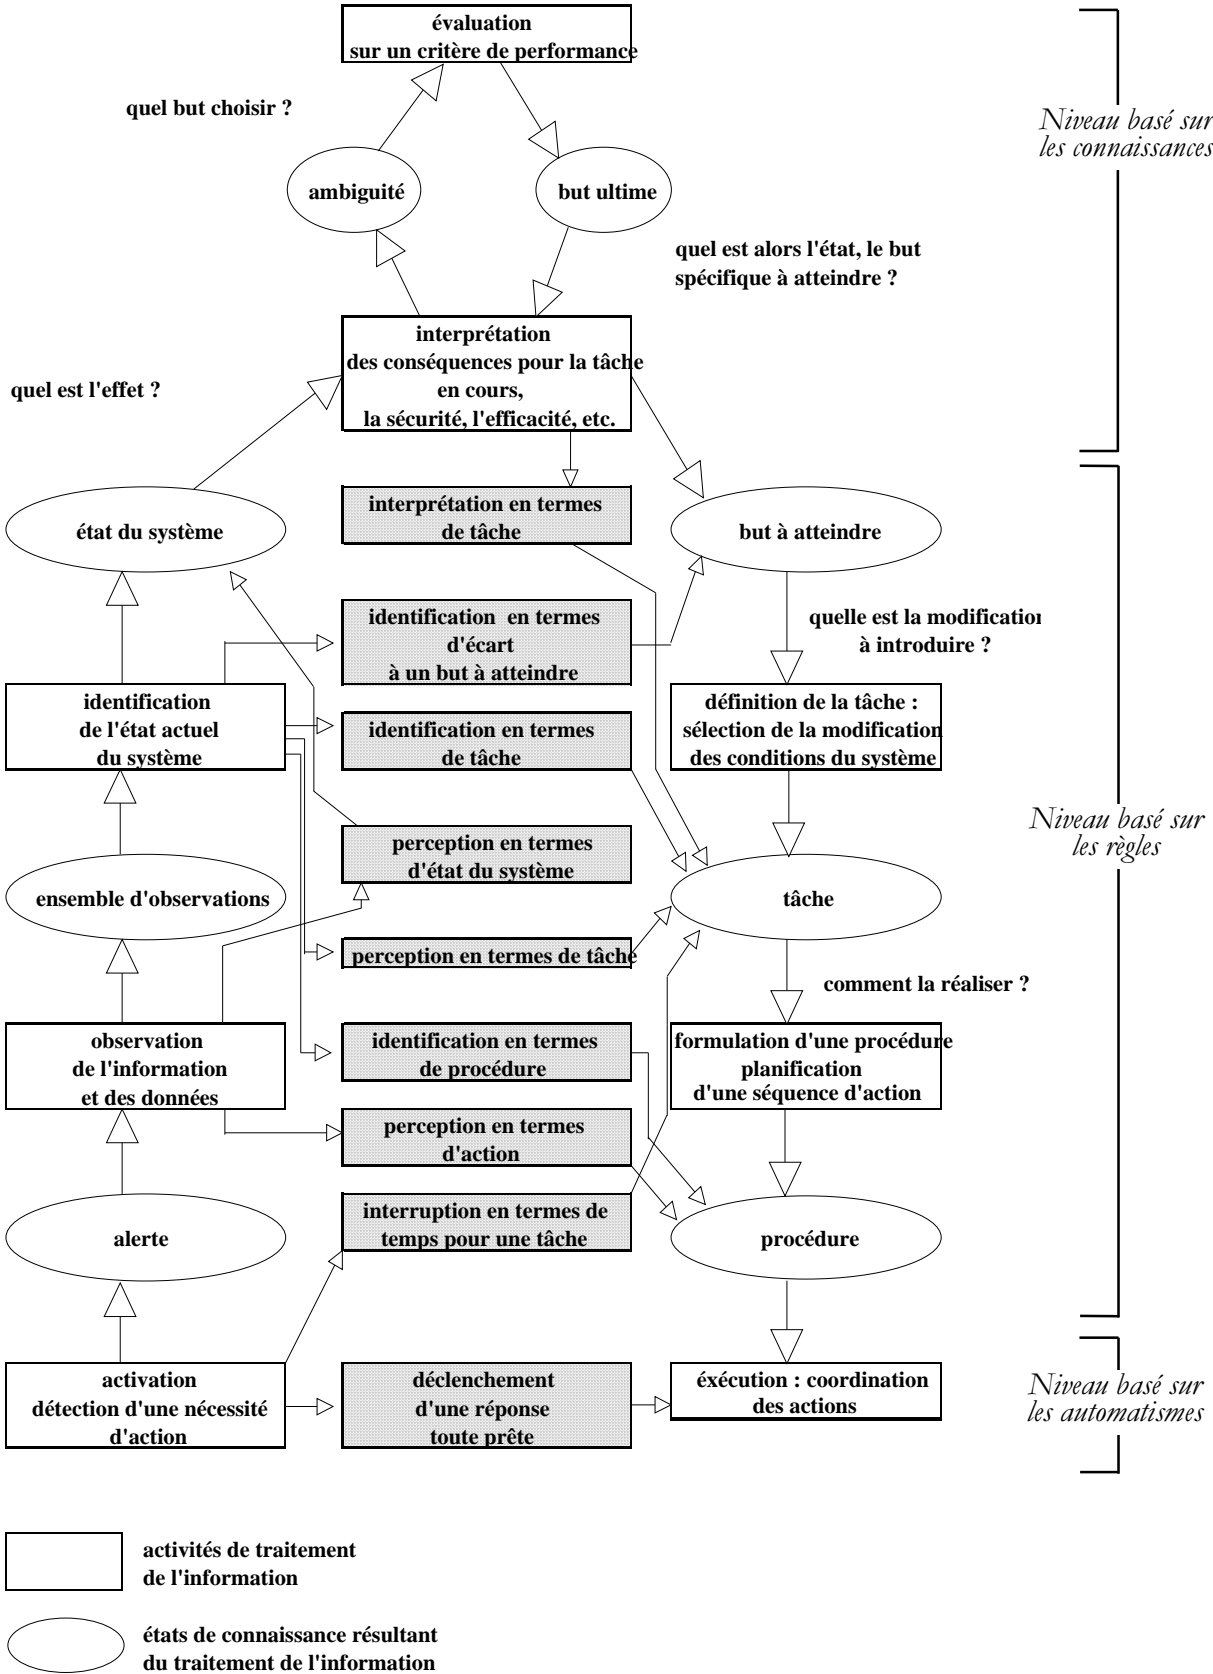 évaluation
sur un critère de performance
quel but choisir ?
Niveau basé sur
les connaissances
ambiguité
but ultime
quel est alors l'état, le but
spécifique à atteindre ?
interprétation
des conséquences pour la tâche
en cours,
la sécurité, l'efficacité, etc.
quel est l'effet ?
interprétation en termes
de tâche
état du système
but à atteindre
identification en termes
d'écart
à un but à atteindre
quelle est la modification
à introduire ?
identification
de l'état actuel
du système
identification en termes
de tâche
définition de la tâche :
sélection de la modification
des conditions du système
Niveau basé sur
les règles
perception en termes
d'état du système
ensemble d'observations
tâche
perception en termes de tâche
comment la réaliser ?
observation
de l'information
et des données
identification en termes
de procédure
formulation d'une procédure
planification
d'une séquence d'action
perception en termes
d'action
interruption en termes de
temps pour une tâche
alerte
procédure
activation
détection d'une nécessité
d'action
déclenchement
d'une réponse
toute prête
éxécution : coordination
des actions
Niveau basé sur
les automatismes
activités de traitement
de l'information
états de connaissance résultant
du traitement de l'information